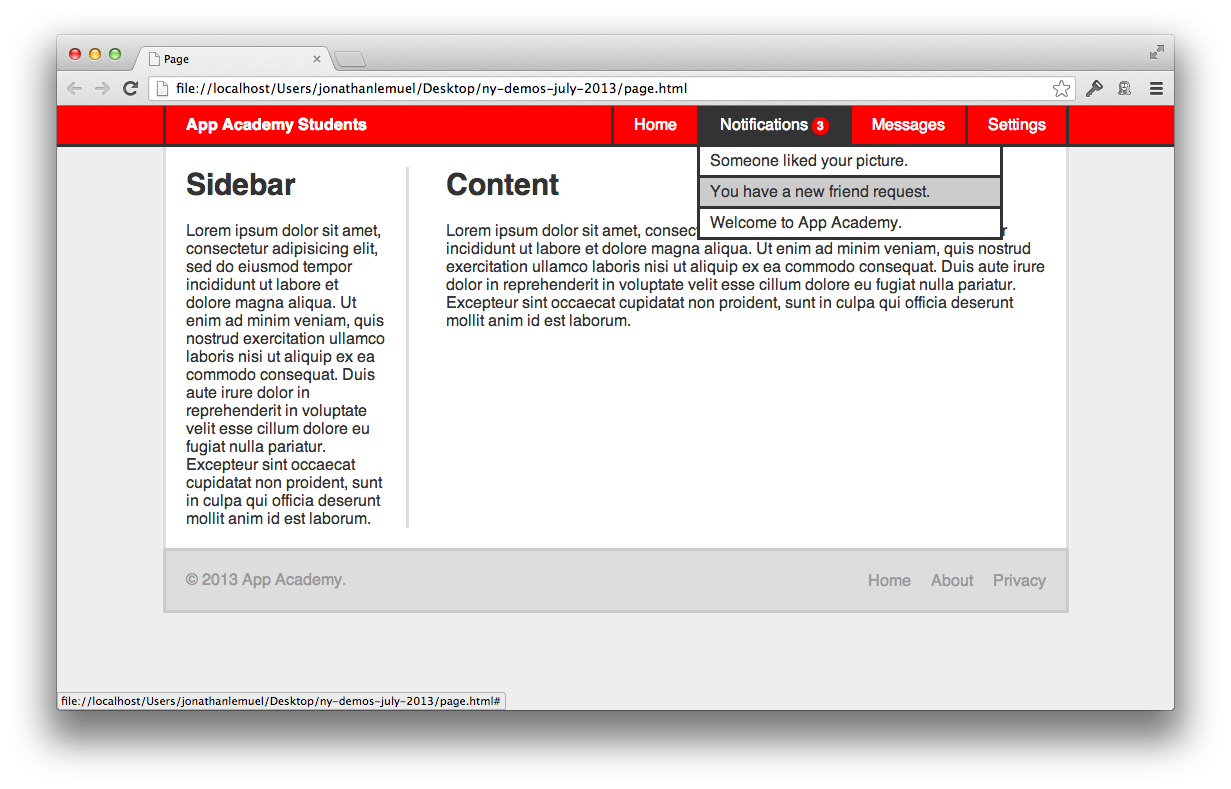 Page
file://localhost/Users/jonathanlemuel/Desktop/ny-demos-july-2013/page.html
App Academy Students
Home
Notifications 3
Messages
Settings
Someone liked your picture.
You have a new friend request.
Welcome to App Academy.
Sidebar
Lorem ipsum dolor sit amet,
consectetur adipisicing elit,
sed do eiusmod tempor
incididunt ut labore et
dolore magna aliqua. Ut
enim ad minim veniam, quis
nostrud exercitation ullamco
laboris nisi ut aliquip ex ea
commodo consequat. Duis
aute irure dolor in
reprehenderit in voluptate
velit esse cillum dolore eu
fugiat nulla pariatur.
Excepteur sint occaecat
cupidatat non proident, sunt
in culpa qui officia deserunt
mollit anim id est laborum.
Content
Lorem ipsum dolor sit amet,
incididunt ut labore et dolore magna aliqua. Ut enim ad minim veniam, quis nostrud
exercitation ullamco laboris nisi ut aliquip ex ea commodo consequat. Duis aute irure
dolor in reprehenderit in voluptate velit esse cillum dolore eu fugiat nulla pariatur.
Excepteur sint occaecat cupidatat non proident, sunt in culpa qui officia deserunt
mollit anim id est laborum.
© 2013 App Academy.
Home
About
Privacy
file://localhost/Users/jonathanlemuel/Desktop/ny-demos-july-2013/page.html#